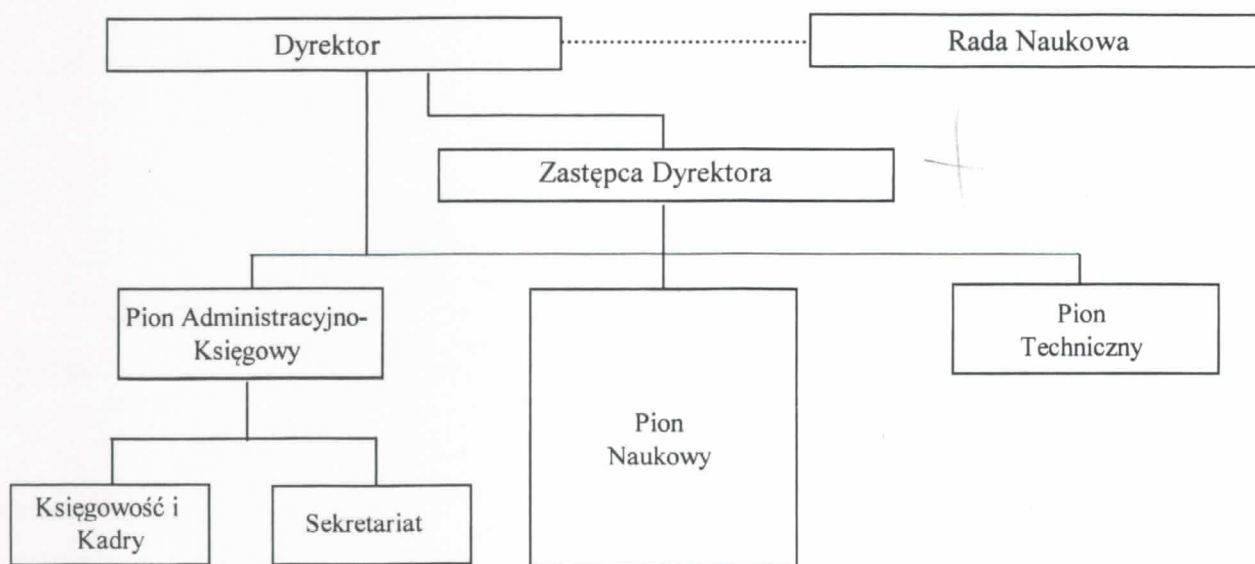 Dyrektor
Rada Naukowa
Zastępca Dyrektora
Pion Administracyjno-
Księgowy
Pion
Naukowy
Pion
Techniczny
Księgowość i
Kadry
Sekretariat